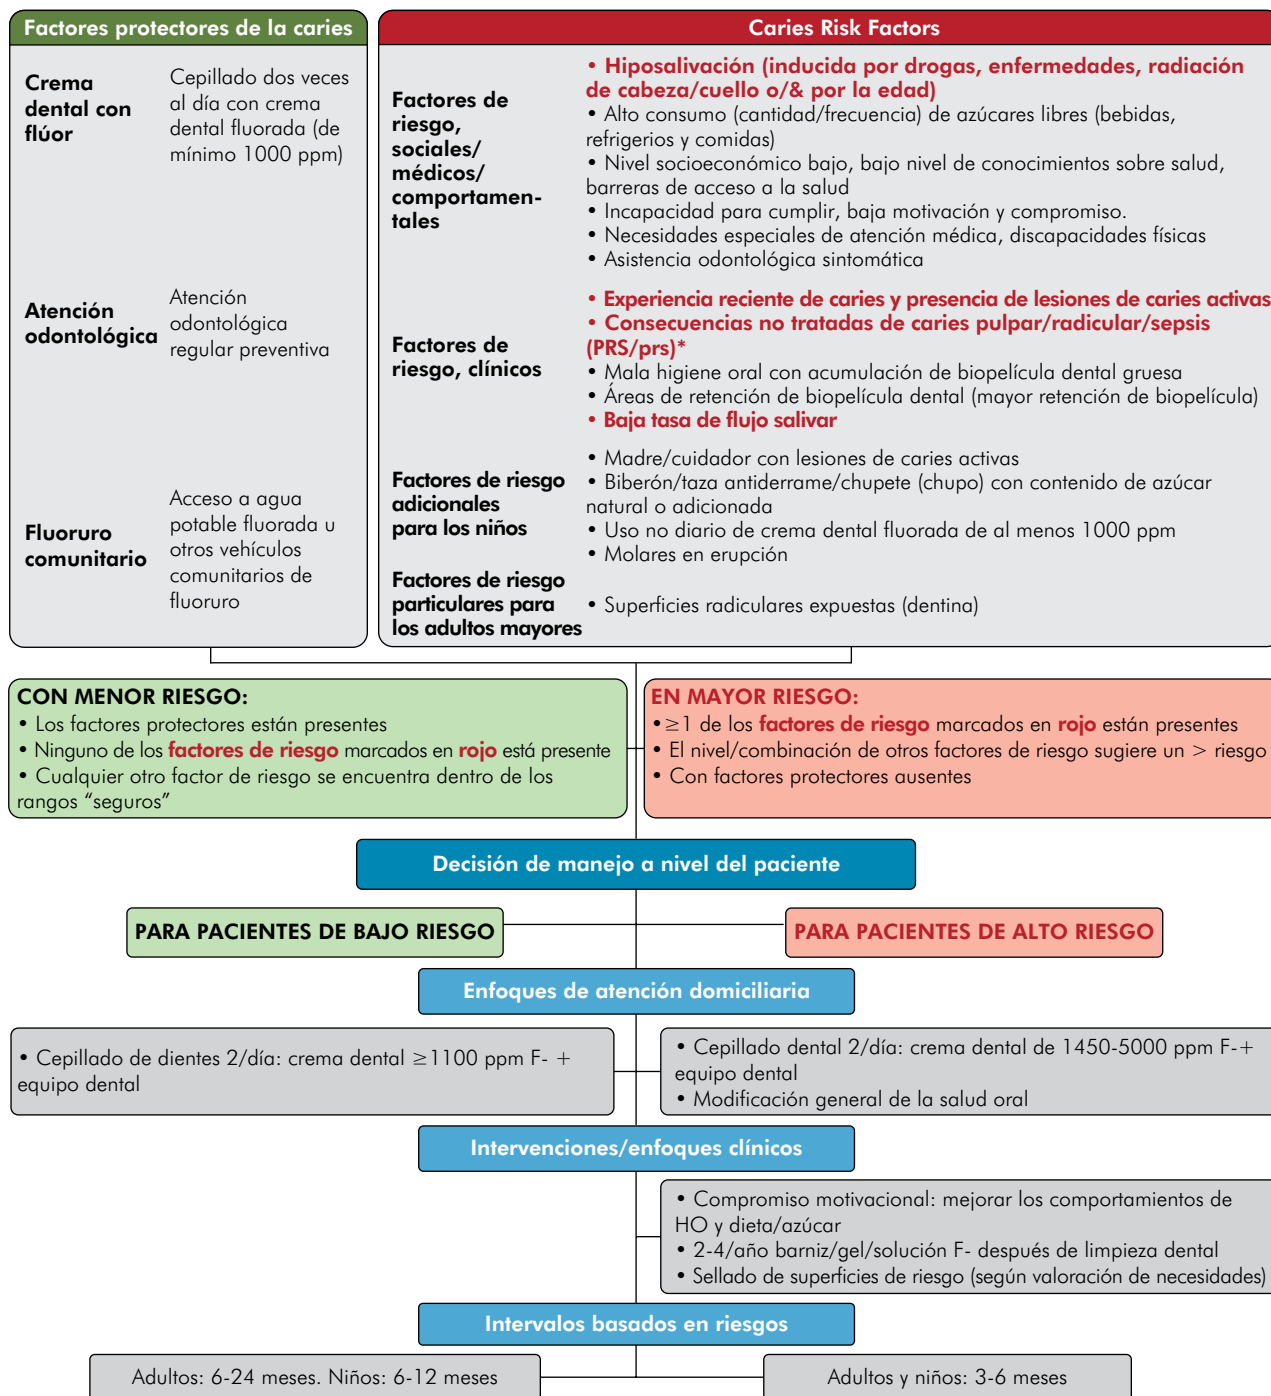 Factores protectores de la caries
Crema
dental con
flúor
Cepillado dos veces
al día con crema
dental fluorada (de
mínimo 1000 ppm)
Atención
odontológica
Atención
odontológica
regular preventiva
Fluoruro
comunitario
Acceso a agua
potable fluorada u
otros vehículos
comunitarios de
fluoruro
Caries Risk Factors
Factores de
riesgo,
sociales/
médicos/
comportamen-
tales
• Hiposalivación (inducida por drogas, enfermedades, radiación
de cabeza/cuello o/& por la edad)
• Alto consumo (cantidad/frecuencia) de azúcares libres (bebidas,
refrigerios y comidas)
• Nivel socioeconómico bajo, bajo nivel de conocimientos sobre salud,
barreras de acceso a la salud
• Incapacidad para cumplir, baja motivación y compromiso.
• Necesidades especiales de atención médica, discapacidades físicas
• Asistencia odontológica sintomática
Factores de
riesgo, clínicos
• Experiencia reciente de caries y presencia de lesiones de caries activas
• Consecuencias no tratadas de caries pulpar/radicular/sepsis
(PRS/prs)*
• Mala higiene oral con acumulación de biopelícula dental gruesa
• Áreas de retención de biopelícula dental (mayor retención de biopelícula)
• Baja tasa de flujo salivar
Factores de riesgo
adicionales
para los niños
• Madre/cuidador con lesiones de caries activas
• Biberón/taza antiderrame/chupete (chupo) con contenido de azúcar
natural o adicionada
• Uso no diario de crema dental fluorada de al menos 1000 ppm
• Molares en erupción
Factores de riesgo
particulares para
los adultos mayores
• Superficies radiculares expuestas (dentina)
CON MENOR RIESGO:
• Los factores protectores están presentes
• Ninguno de los factores de riesgo marcados en rojo está presente
• Cualquier otro factor de riesgo se encuentra dentro de los
rangos “seguros”
EN MAYOR RIESGO:
•≥1 de los factores de riesgo marcados en rojo están presentes
• El nivel/combinación de otros factores de riesgo sugiere un > riesgo
• Con factores protectores ausentes
Decisión de manejo a nivel del paciente
PARA PACIENTES DE BAJO RIESGO
PARA PACIENTES DE ALTO RIESGO
Enfoques de atención domiciliaria
• Cepillado de dientes 2/día: crema dental ≥1100 ppm F- +
equipo dental
• Cepillado dental 2/día: crema dental de 1450-5000 ppm F-+
equipo dental
• Modificación general de la salud oral
Intervenciones/enfoques clínicos
• Compromiso motivacional: mejorar los comportamientos de
HO y dieta/azúcar
• 2-4/año barniz/gel/solución F- después de limpieza dental
• Sellado de superficies de riesgo (según valoración de necesidades)
Intervalos basados en riesgos
Adultos: 6-24 meses. Niños: 6-12 meses
Adultos y niños: 3-6 meses